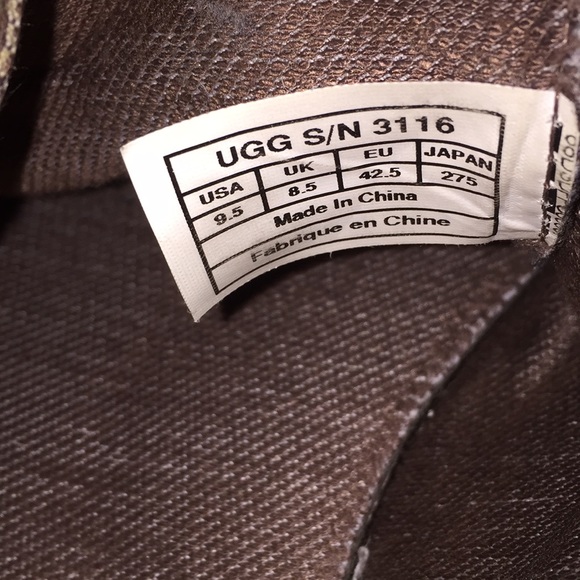 UGG S/N 3116
USA UK EU JAPAN
9.5 8.5 42.5 275
Made In China
Fabrique en Chine